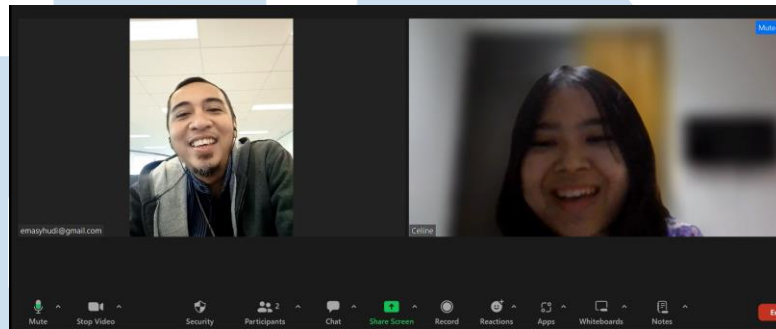 Mute
emasyhudi@gmail.com
Celine
2
Mute
Stop Video
Security
Participants
Chat
Share Screen
Record
Reactions
Apps
Whiteboards
Notes